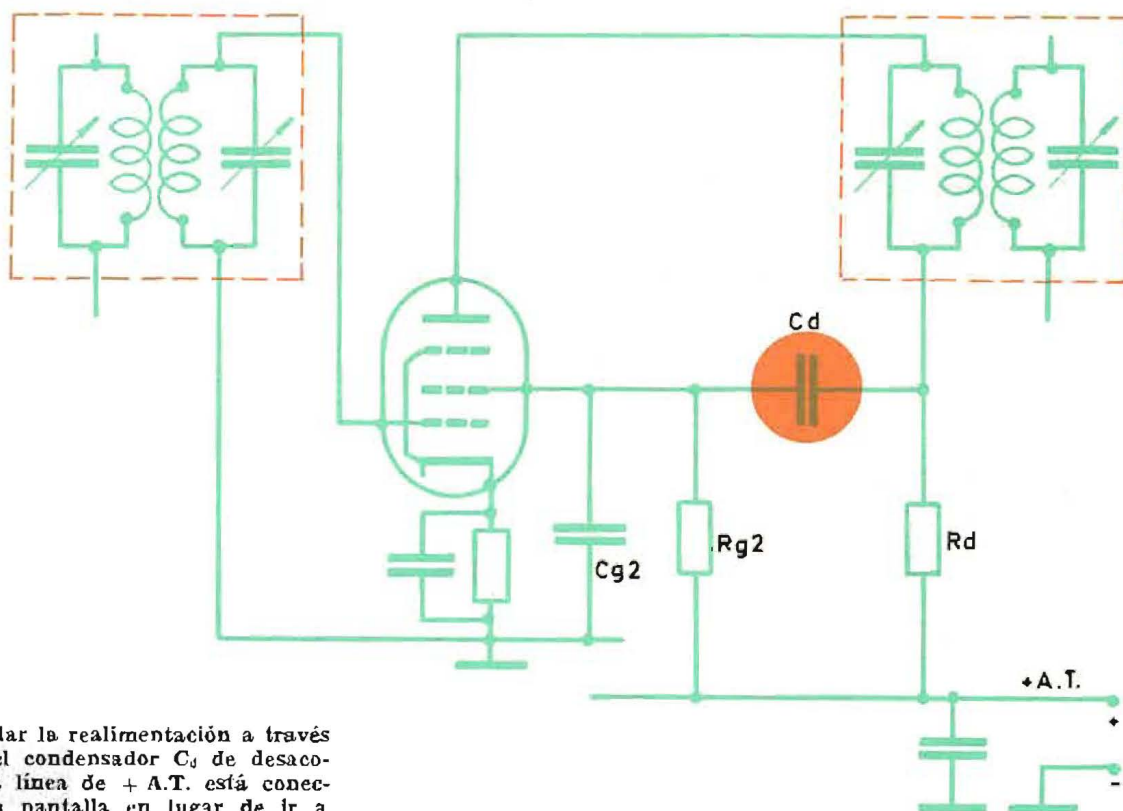 Cd
Cg2
Rg2
Rd
+A.T.
+
-
dar la realimentación a través
el condensador Cd de desaco-
línea de + A.T. está conec-
pantalla en lugar de ir a